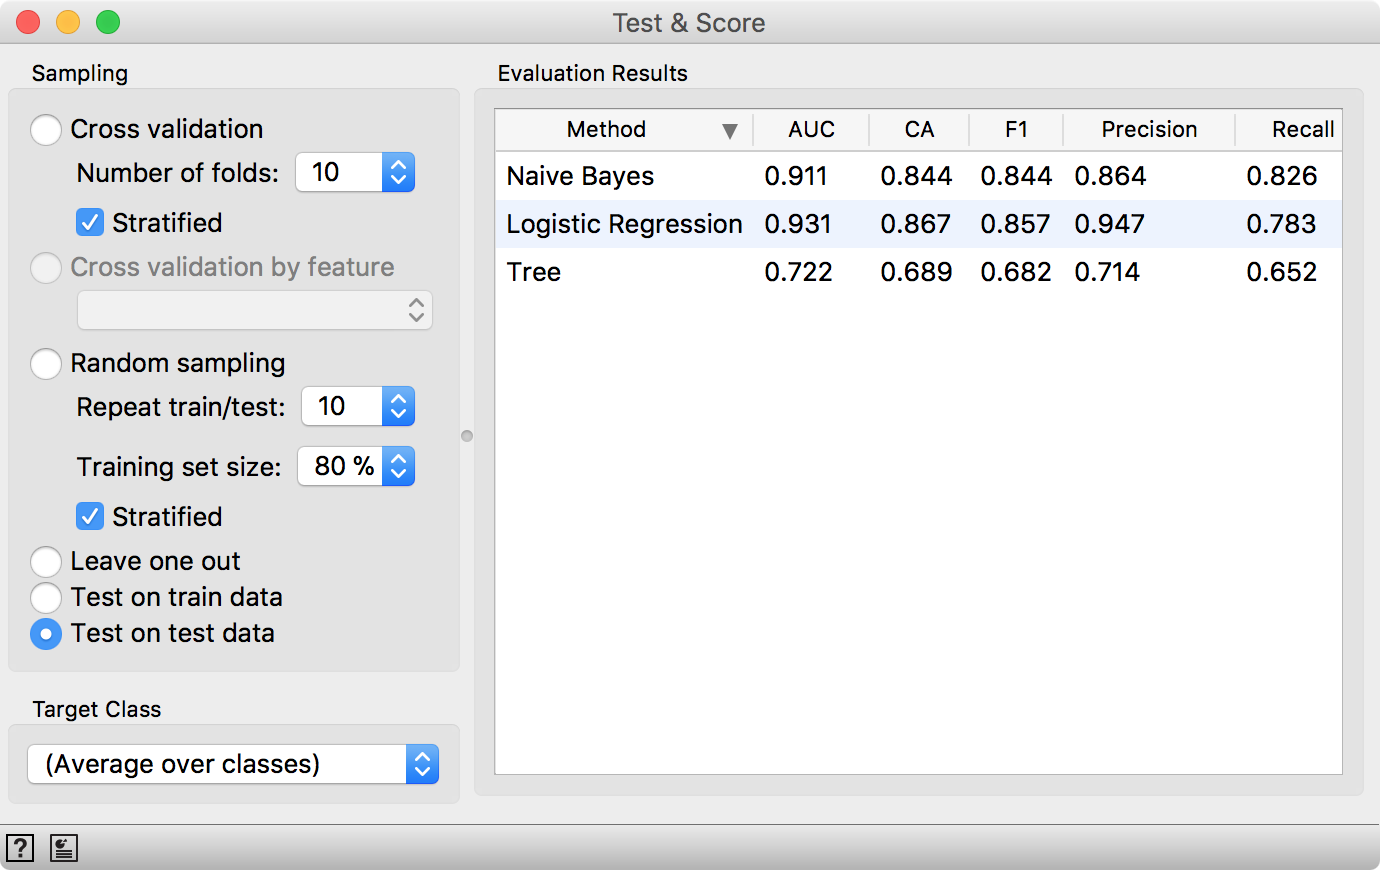 Test & Score
Sampling
Cross validation
Number of folds: 10
Stratified
Cross validation by feature
Random sampling
Repeat train/test: 10
Training set size: 80 %
Stratified
Leave one out
Test on train data
Test on test data
Target Class
(Average over classes)
Evaluation Results
Method AUC CA F1 Precision Recall
Naive Bayes 0.911 0.844 0.844 0.864 0.826
Logistic Regression 0.931 0.867 0.857 0.947 0.783
Tree 0.722 0.689 0.682 0.714 0.652
?